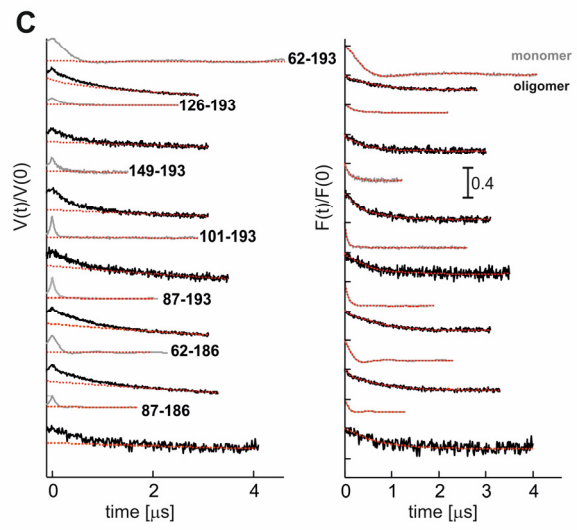 C
V(t)/V(0)
62-193
126-193
149-193
101-193
87-193
62-186
87-186
0
2
4
time [μs]
F(t)/F(0)
monomer
oligomer
0.4
0
1
2
3
4
time [μs]